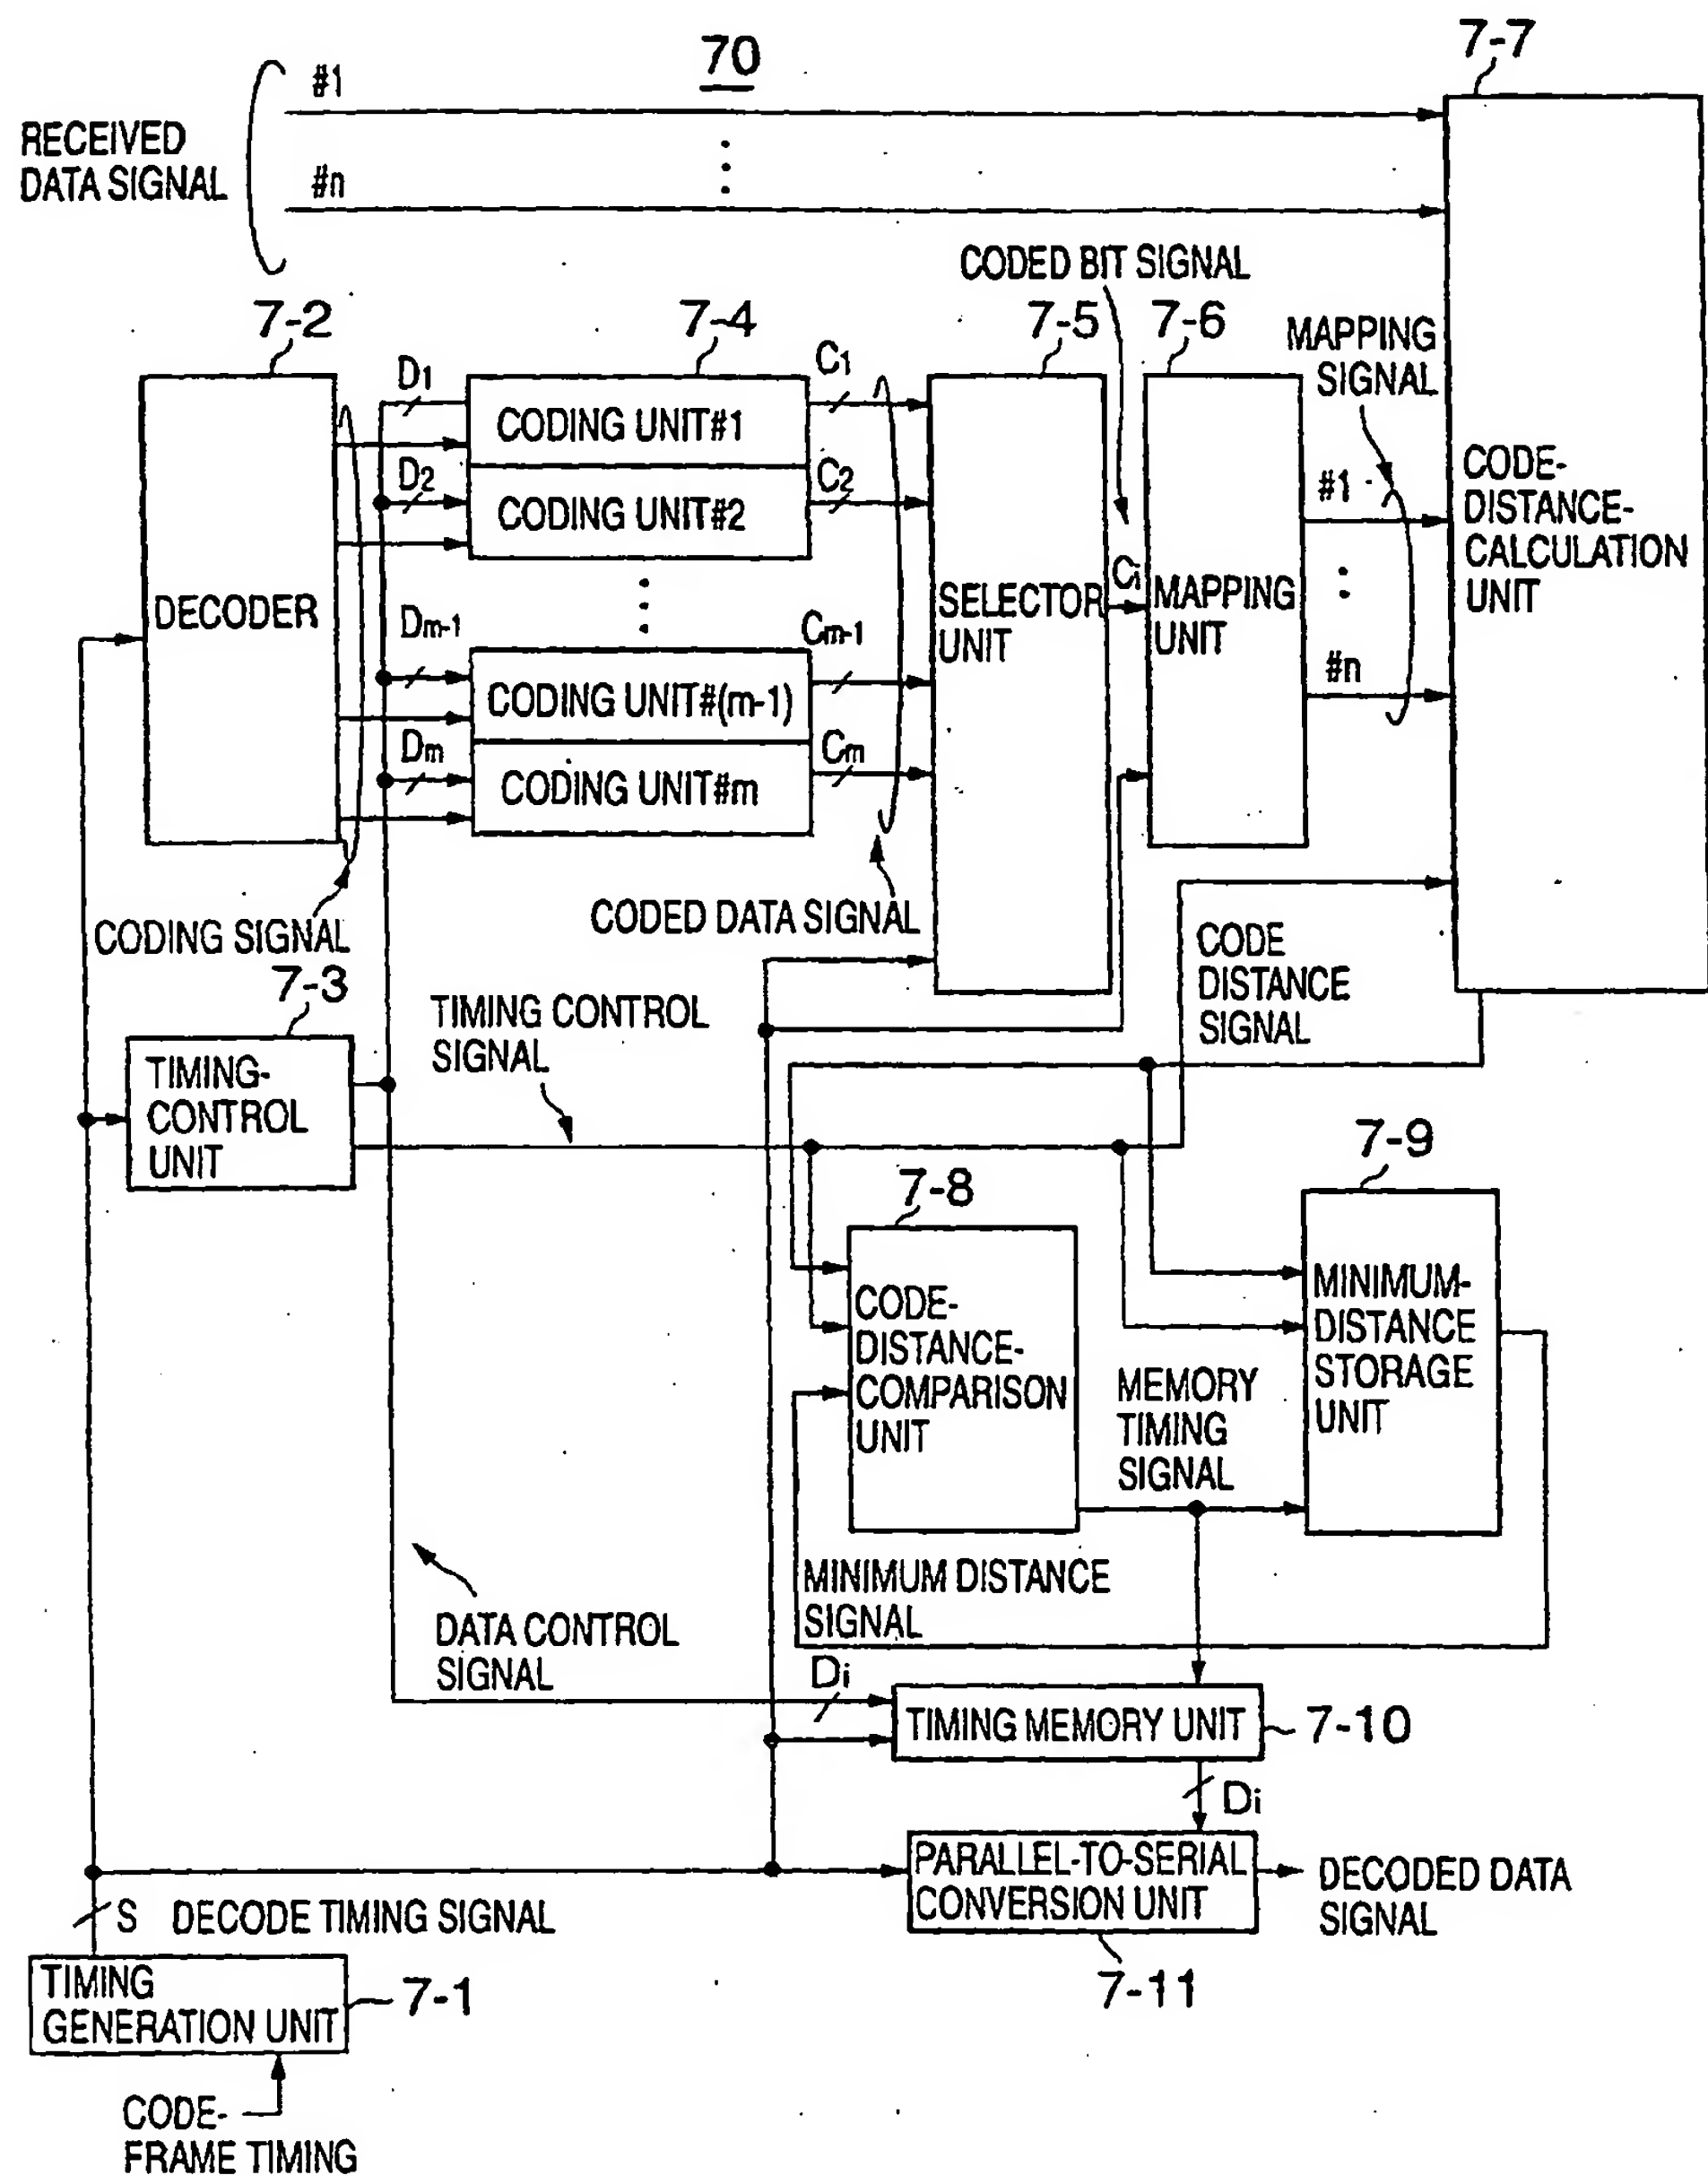 70
7-7
#1
RECEIVED
DATA SIGNAL
#n
CODED BIT SIGNAL
7-2
7-4
7-5
7-6
MAPPING
SIGNAL
D1
C1
CODING UNIT#1
D2
C2
CODING UNIT#2
#1
CODE-
DISTANCE-
CALCULATION
UNIT
DECODER
Ci
SELECTOR
UNIT
MAPPING
UNIT
Dm-1
Cm-1
#n
CODING UNIT#(m-1)
Dm
Cm
CODING UNIT#m
CODING SIGNAL
CODED DATA SIGNAL
CODE
DISTANCE
SIGNAL
7-3
TIMING CONTROL
SIGNAL
TIMING-
CONTROL
UNIT
7-9
7-8
MINIMUM-
DISTANCE
STORAGE
UNIT
CODE-
DISTANCE-
COMPARISON
UNIT
MEMORY
TIMING
SIGNAL
MINIMUM DISTANCE
SIGNAL
DATA CONTROL
SIGNAL
Di
TIMING MEMORY UNIT
7-10
Di
PARALLEL-TO-SERIAL
CONVERSION UNIT
DECODED DATA
SIGNAL
S DECODE TIMING SIGNAL
7-11
TIMING
GENERATION UNIT
7-1
CODE-
FRAME TIMING